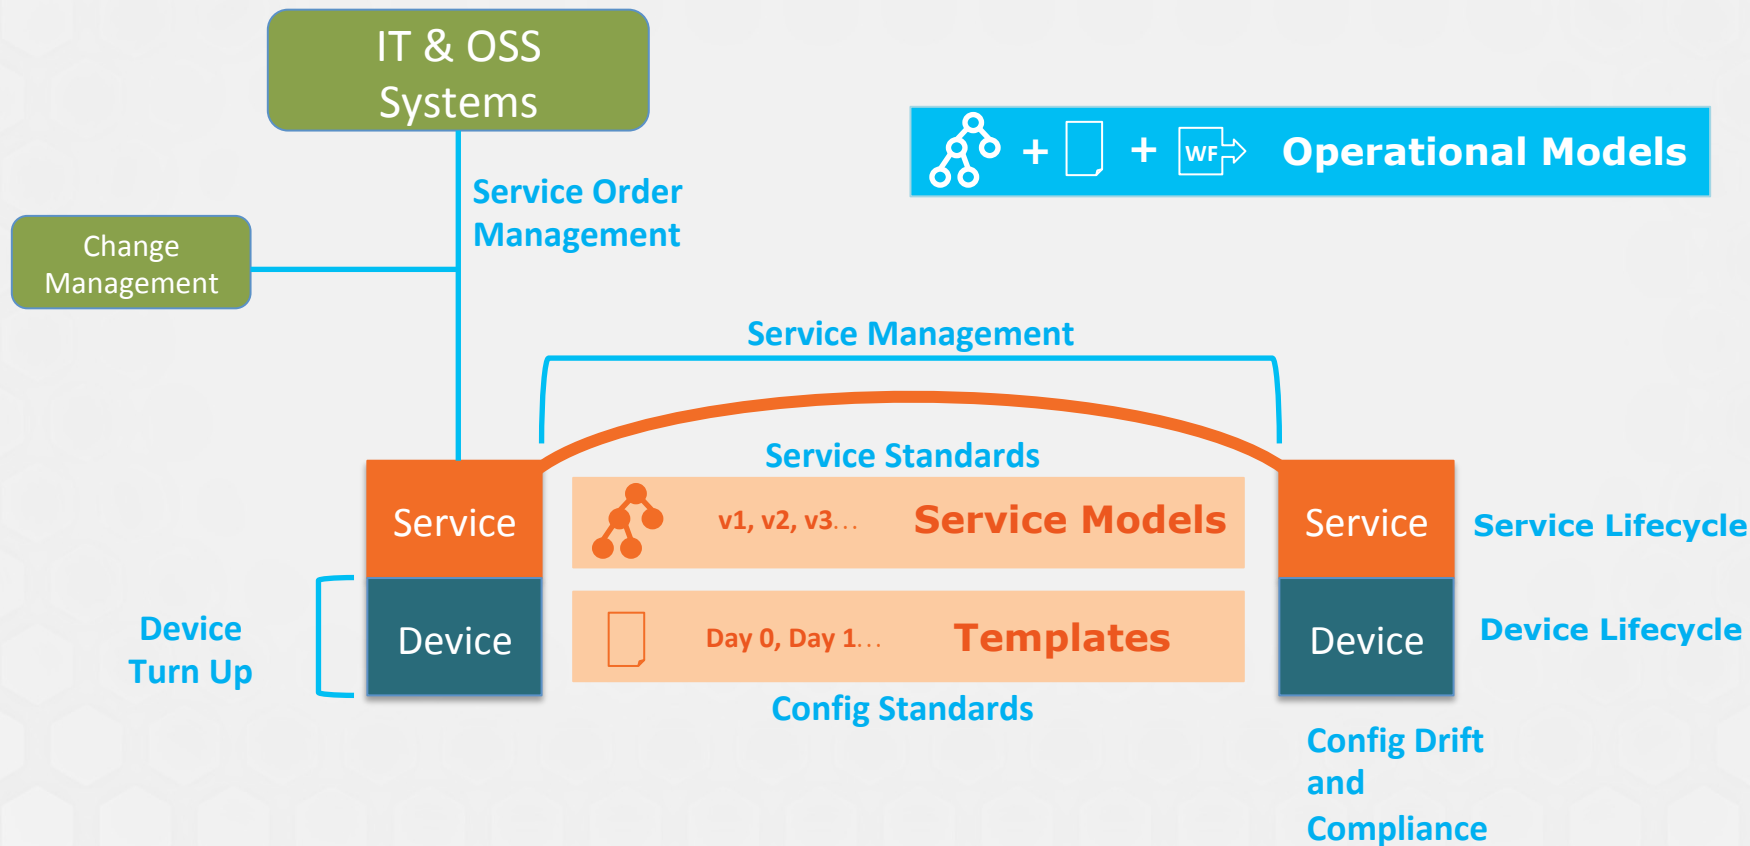 IT & OSS
Systems
Service Order
Management
+ + WF Operational Models
Change
Management
Service Management
Service Standards
Service
v1, v2, v3... Service Models
Service
Service Lifecycle
Device
Turn Up
Device
Day 0, Day 1... Templates
Device
Device Lifecycle
Config Standards
Config Drift
and
Compliance